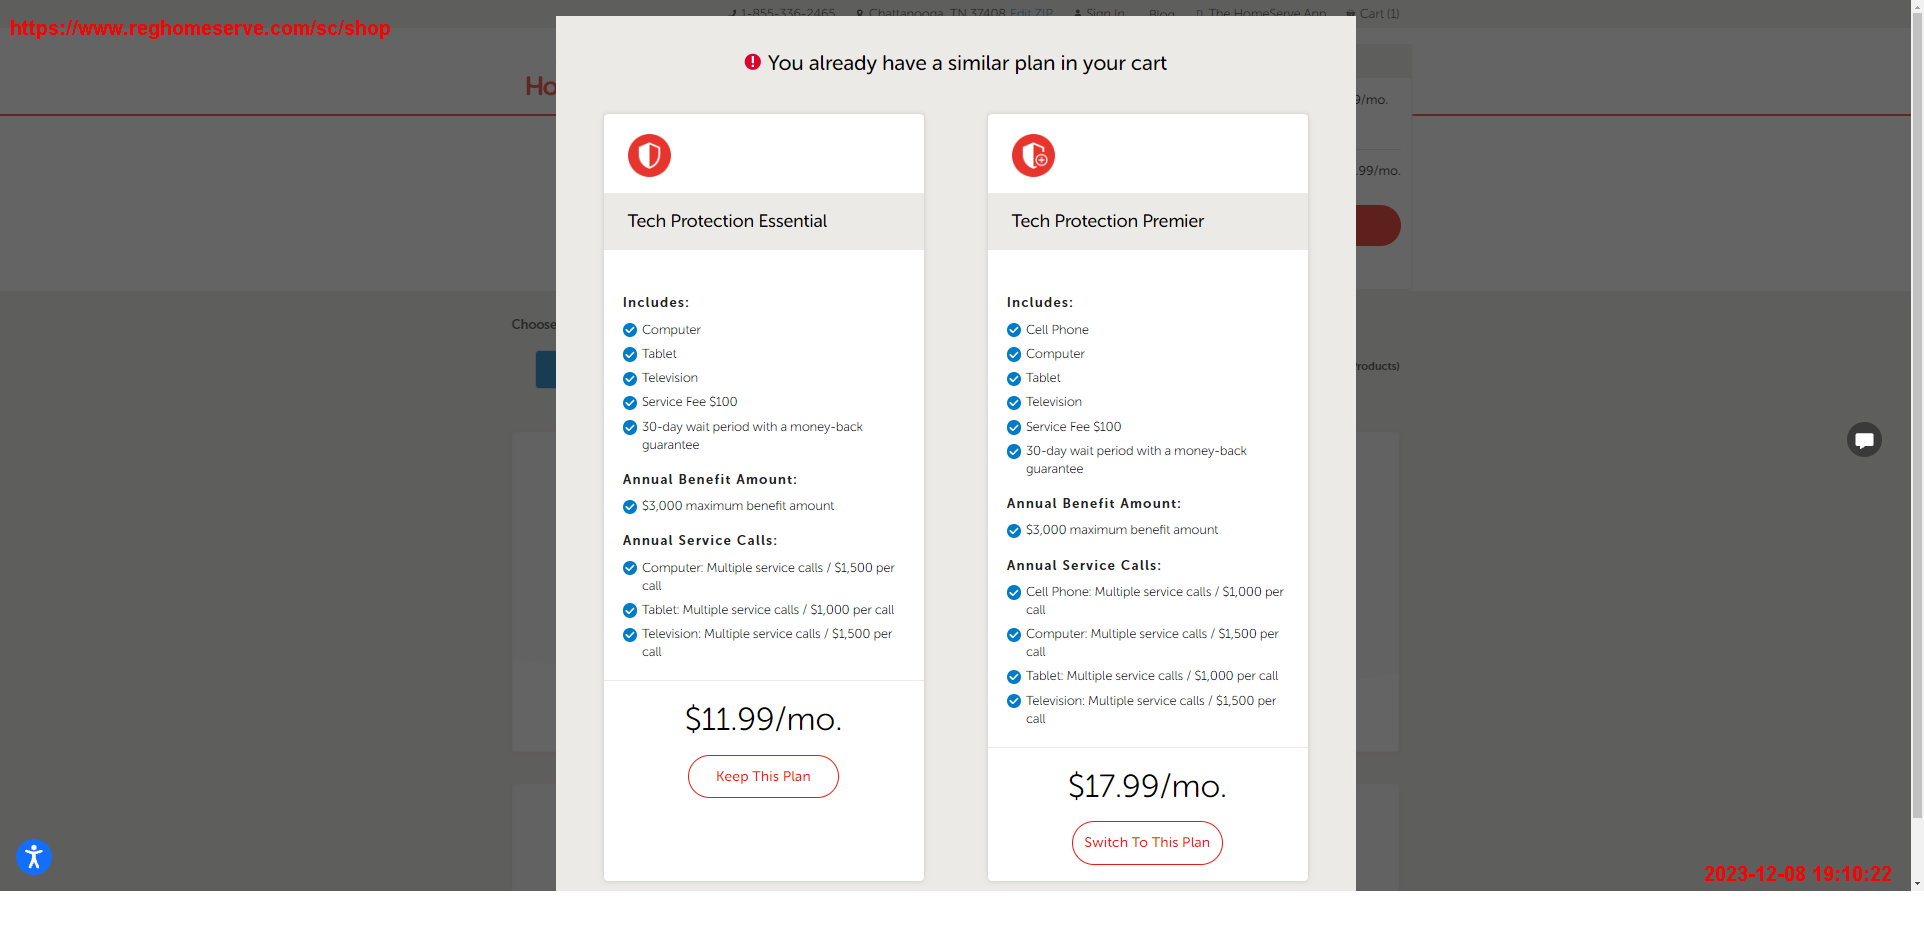 https://www.reghomeserve.com/sc/shop
1-855-336-2465 Chattanooga, TN 37408 Edit ZIP Sign In Blog The HomeServe App Cart (1)
You already have a similar plan in your cart
Ho
9/mo.
.99/mo.
Choose
roducts)
Tech Protection Essential
Includes:
Computer
Tablet
Television
Service Fee $100
30-day wait period with a money-back
guarantee
Annual Benefit Amount:
$3,000 maximum benefit amount
Annual Service Calls:
Computer: Multiple service calls / $1,500 per
call
Tablet: Multiple service calls / $1,000 per call
Television: Multiple service calls / $1,500 per
call
$11.99/mo.
Keep This Plan
Tech Protection Premier
Includes:
Cell Phone
Computer
Tablet
Television
Service Fee $100
30-day wait period with a money-back
guarantee
Annual Benefit Amount:
$3,000 maximum benefit amount
Annual Service Calls:
Cell Phone: Multiple service calls / $1,000 per
call
Computer: Multiple service calls / $1,500 per
call
Tablet: Multiple service calls / $1,000 per call
Television: Multiple service calls / $1,500 per
call
$17.99/mo.
Switch To This Plan
2023-12-08 19:10:22